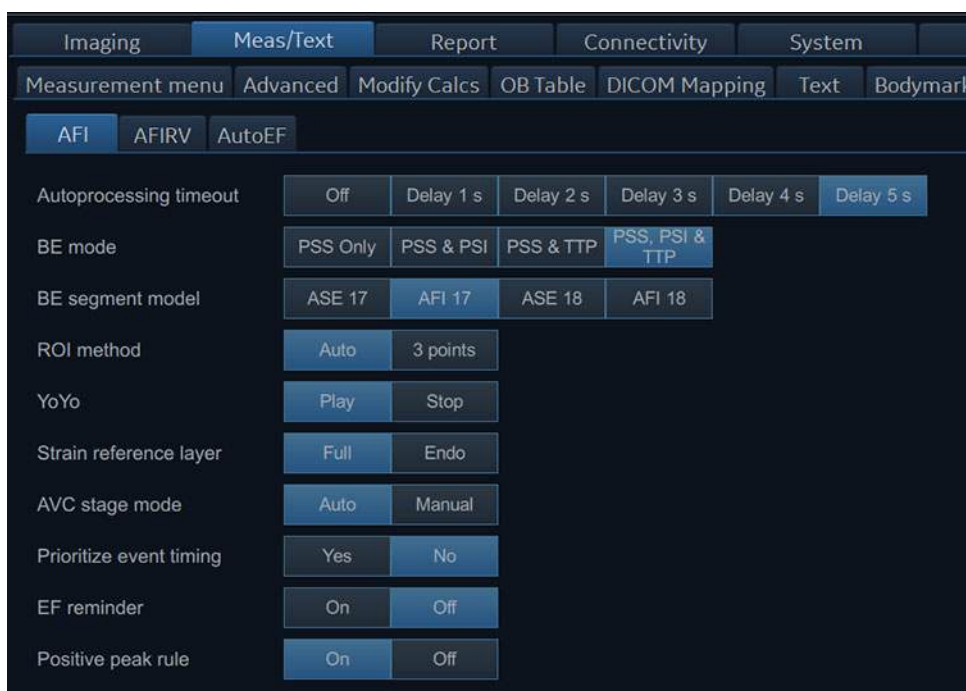 Imaging Meas/Text Report Connectivity System
Measurement menu Advanced Modify Calcs OB Table DICOM Mapping Text Bodymark
AFI AFIRV AutoEF
Autoprocessing timeout Off Delay 1 s Delay 2 s Delay 3 s Delay 4 s Delay 5 s
BE mode PSS Only PSS & PSI PSS & TTP PSS, PSI & TTP
BE segment model ASE 17 AFI 17 ASE 18 AFI 18
ROI method Auto 3 points
YoYo Play Stop
Strain reference layer Full Endo
AVC stage mode Auto Manual
Prioritize event timing Yes No
EF reminder On Off
Positive peak rule On Off